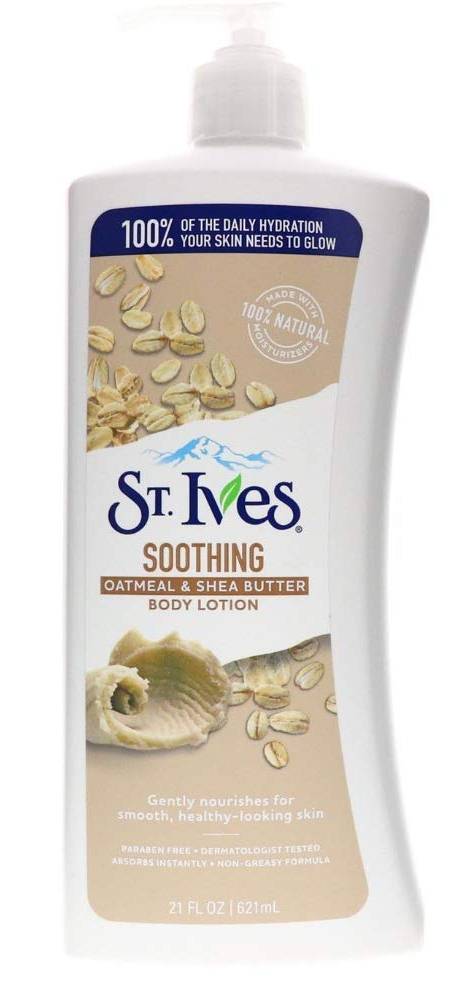 100% OF THE DAILY HYDRATION
YOUR SKIN NEEDS TO GLOW
MADE WITH
100% NATURAL
MOISTURIZERS
ST. IVES®
SOOTHING
OATMEAL & SHEA BUTTER
BODY LOTION
Gently nourishes for
smooth, healthy-looking skin
PARABEN FREE • DERMATOLOGIST TESTED
ABSORBS INSTANTLY • NON-GREASY FORMULA
21 FL OZ | 621mL